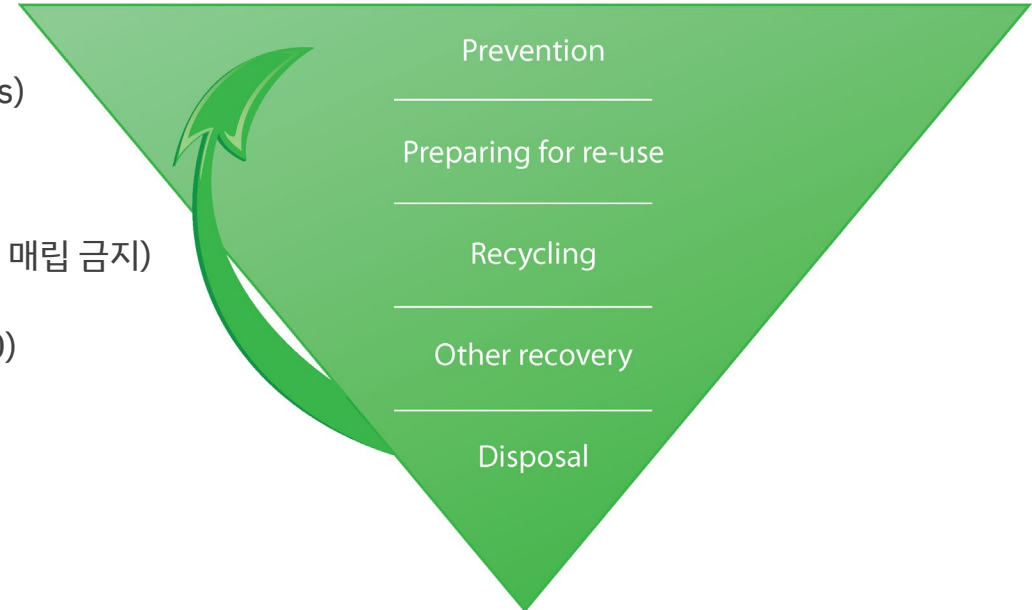 Prevention
s)
Preparing for re-use
매립 금지)
Recycling
)
Other recovery
Disposal